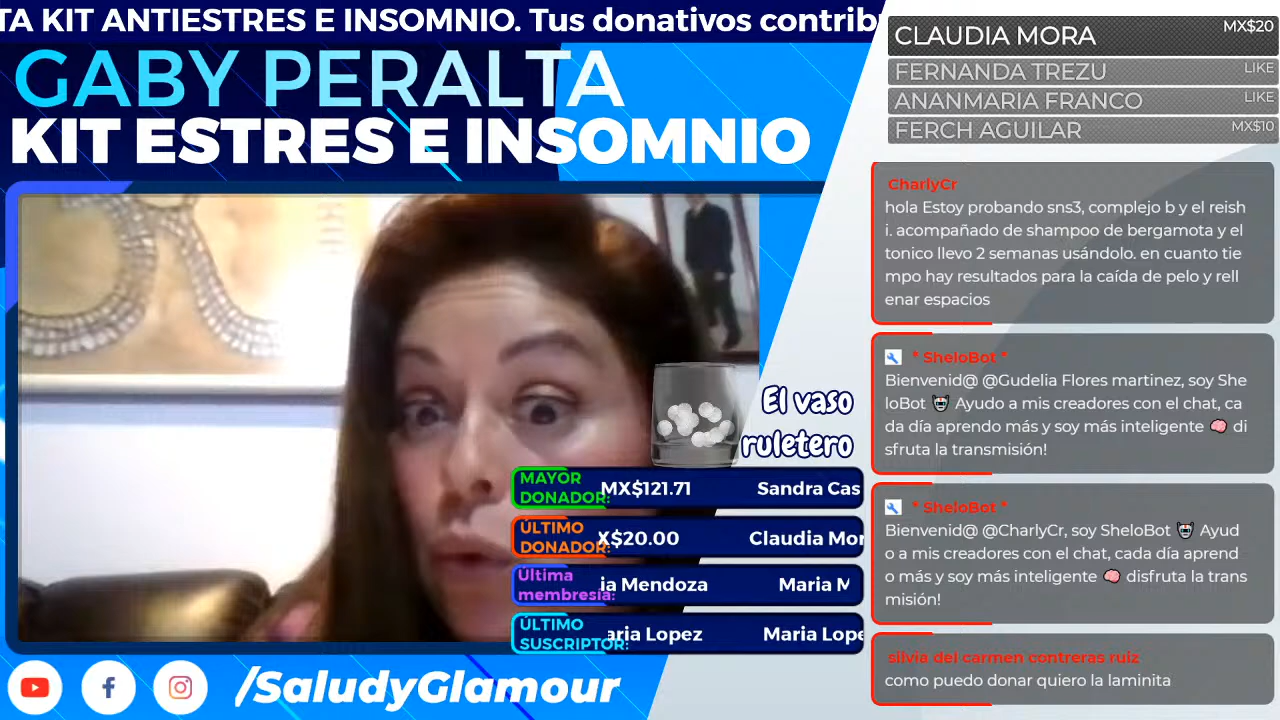 TA KIT ANTIESTRES E INSOMNIO. Tus donativos contrib
GABY PERALTA
KIT ESTRES E INSOMNIO
El vaso
ruletero
MAYOR
DONADOR:
MX$121.71 Sandra Cas
ÚLTIMO
DONADOR:
X$20.00 Claudia Mor
Última
membresía:
ia Mendoza Maria M
ÚLTIMO
SUSCRIPTOR:
aria Lopez Maria Lope
/SaludyGlamour
CLAUDIA MORA MX$20
FERNANDA TREZU LIKE
ANANMARIA FRANCO LIKE
FERCH AGUILAR MX$10
CharlyCr
hola Estoy probando sns3, complejo b y el reish
i. acompañado de shampoo de bergamota y el
tonico llevo 2 semanas usándolo. en cuanto tie
mpo hay resultados para la caída de pelo y rell
enar espacios
* SheloBot *
Bienvenid@ @Gudelia Flores martinez, soy She
loBot Ayudo a mis creadores con el chat, ca
da día aprendo más y soy más inteligente di
sfruta la transmisión!
* SheloBot *
Bienvenid@ @CharlyCr, soy SheloBot Ayud
o a mis creadores con el chat, cada día aprend
o más y soy más inteligente disfruta la trans
misión!
silvia del carmen contreras ruiz
como puedo donar quiero la laminita